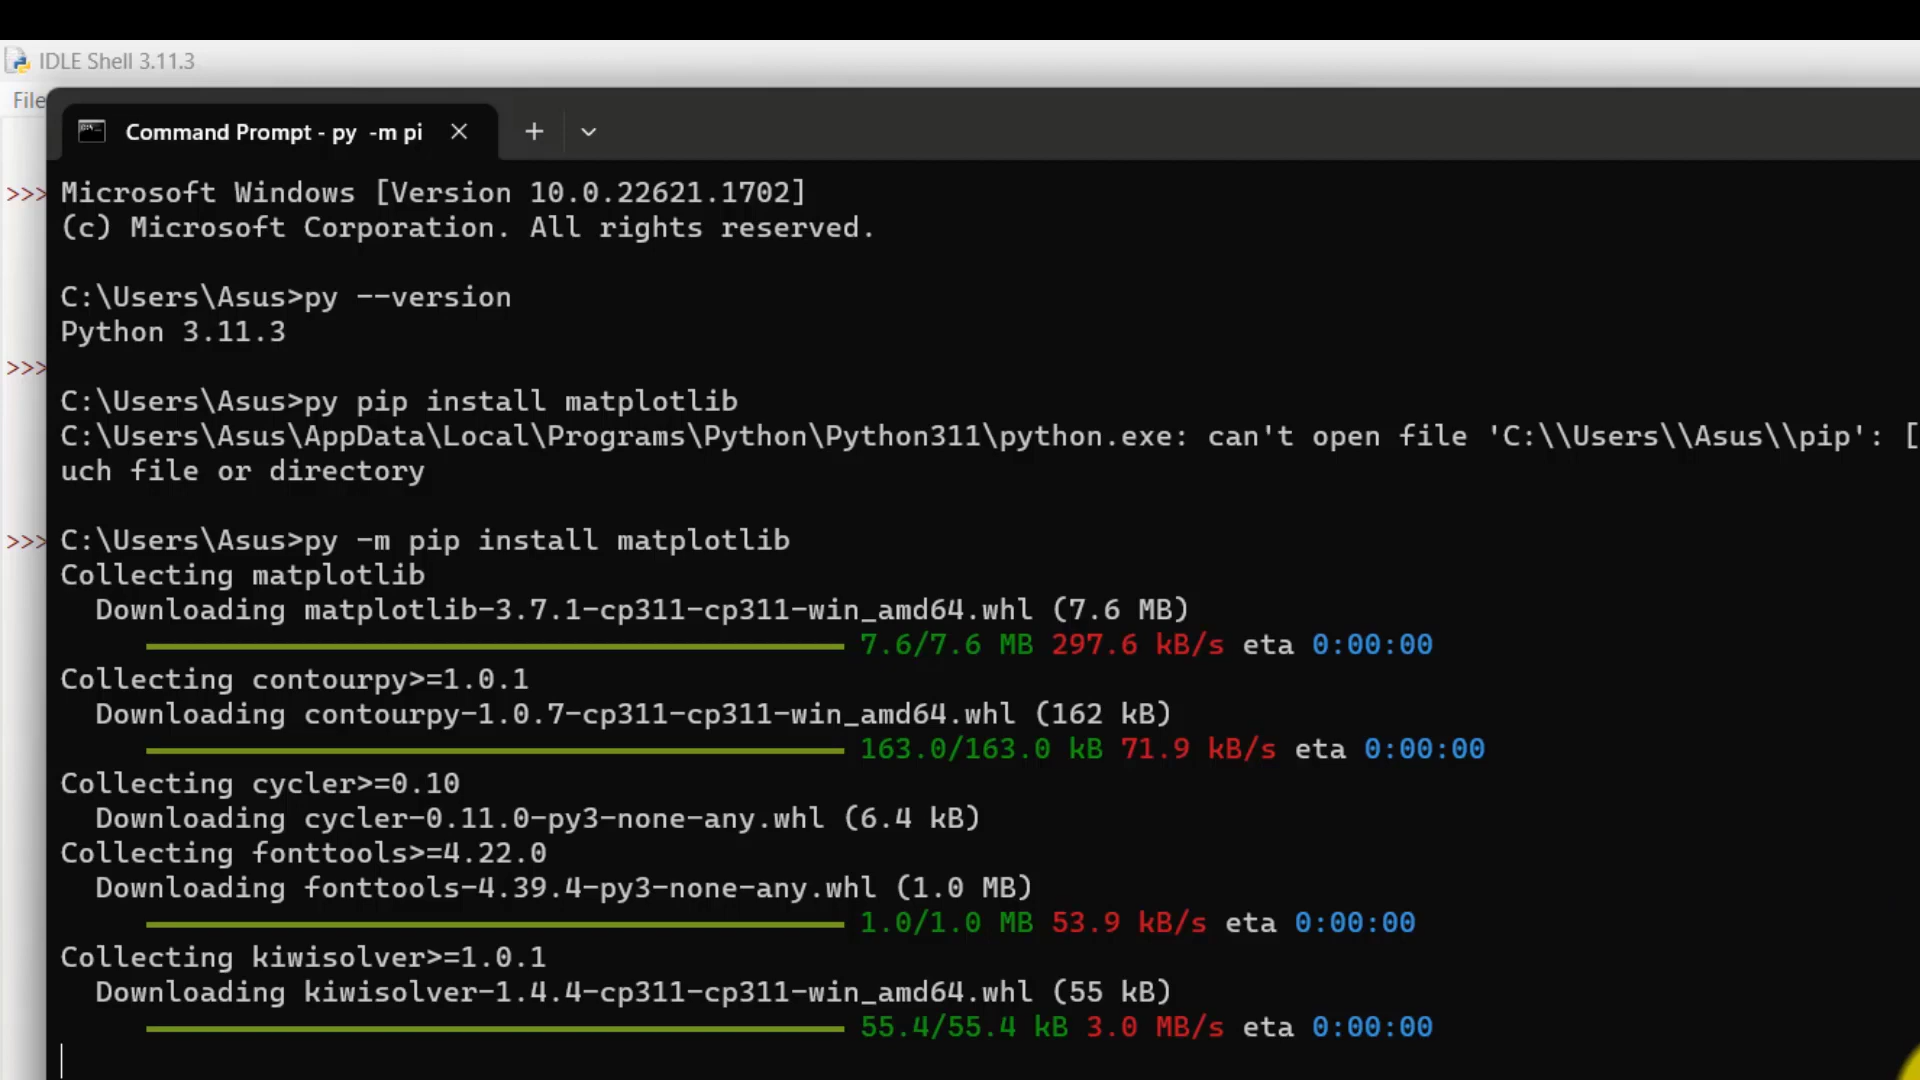 IDLE Shell 3.11.3
File
Command Prompt - py  -m pi
>>>
Microsoft Windows [Version 10.0.22621.1702]
(c) Microsoft Corporation. All rights reserved.
C:\Users\Asus>py --version
Python 3.11.3
>>>
C:\Users\Asus>py pip install matplotlib
C:\Users\Asus\AppData\Local\Programs\Python\Python311\python.exe: can't open file 'C:\\Users\\Asus\\pip': [
uch file or directory
>>>
C:\Users\Asus>py -m pip install matplotlib
Collecting matplotlib
  Downloading matplotlib-3.7.1-cp311-cp311-win_amd64.whl (7.6 MB)
7.6/7.6 MB 297.6 kB/s eta 0:00:00
Collecting contourpy>=1.0.1
  Downloading contourpy-1.0.7-cp311-cp311-win_amd64.whl (162 kB)
163.0/163.0 kB 71.9 kB/s eta 0:00:00
Collecting cycler>=0.10
  Downloading cycler-0.11.0-py3-none-any.whl (6.4 kB)
Collecting fonttools>=4.22.0
  Downloading fonttools-4.39.4-py3-none-any.whl (1.0 MB)
1.0/1.0 MB 53.9 kB/s eta 0:00:00
Collecting kiwisolver>=1.0.1
  Downloading kiwisolver-1.4.4-cp311-cp311-win_amd64.whl (55 kB)
55.4/55.4 kB 3.0 MB/s eta 0:00:00